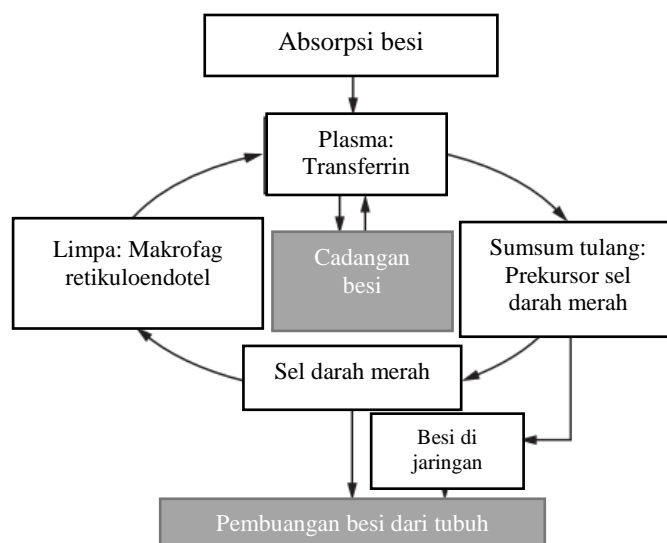 Absorpsi besi
Plasma:
Transferrin
Limpa: Makrofag
retikuloendotel
Cadangan
besi
Sumsum tulang:
Prekursor sel
darah merah
Sel darah merah
Besi di
jaringan
Pembuangan besi dari tubuh